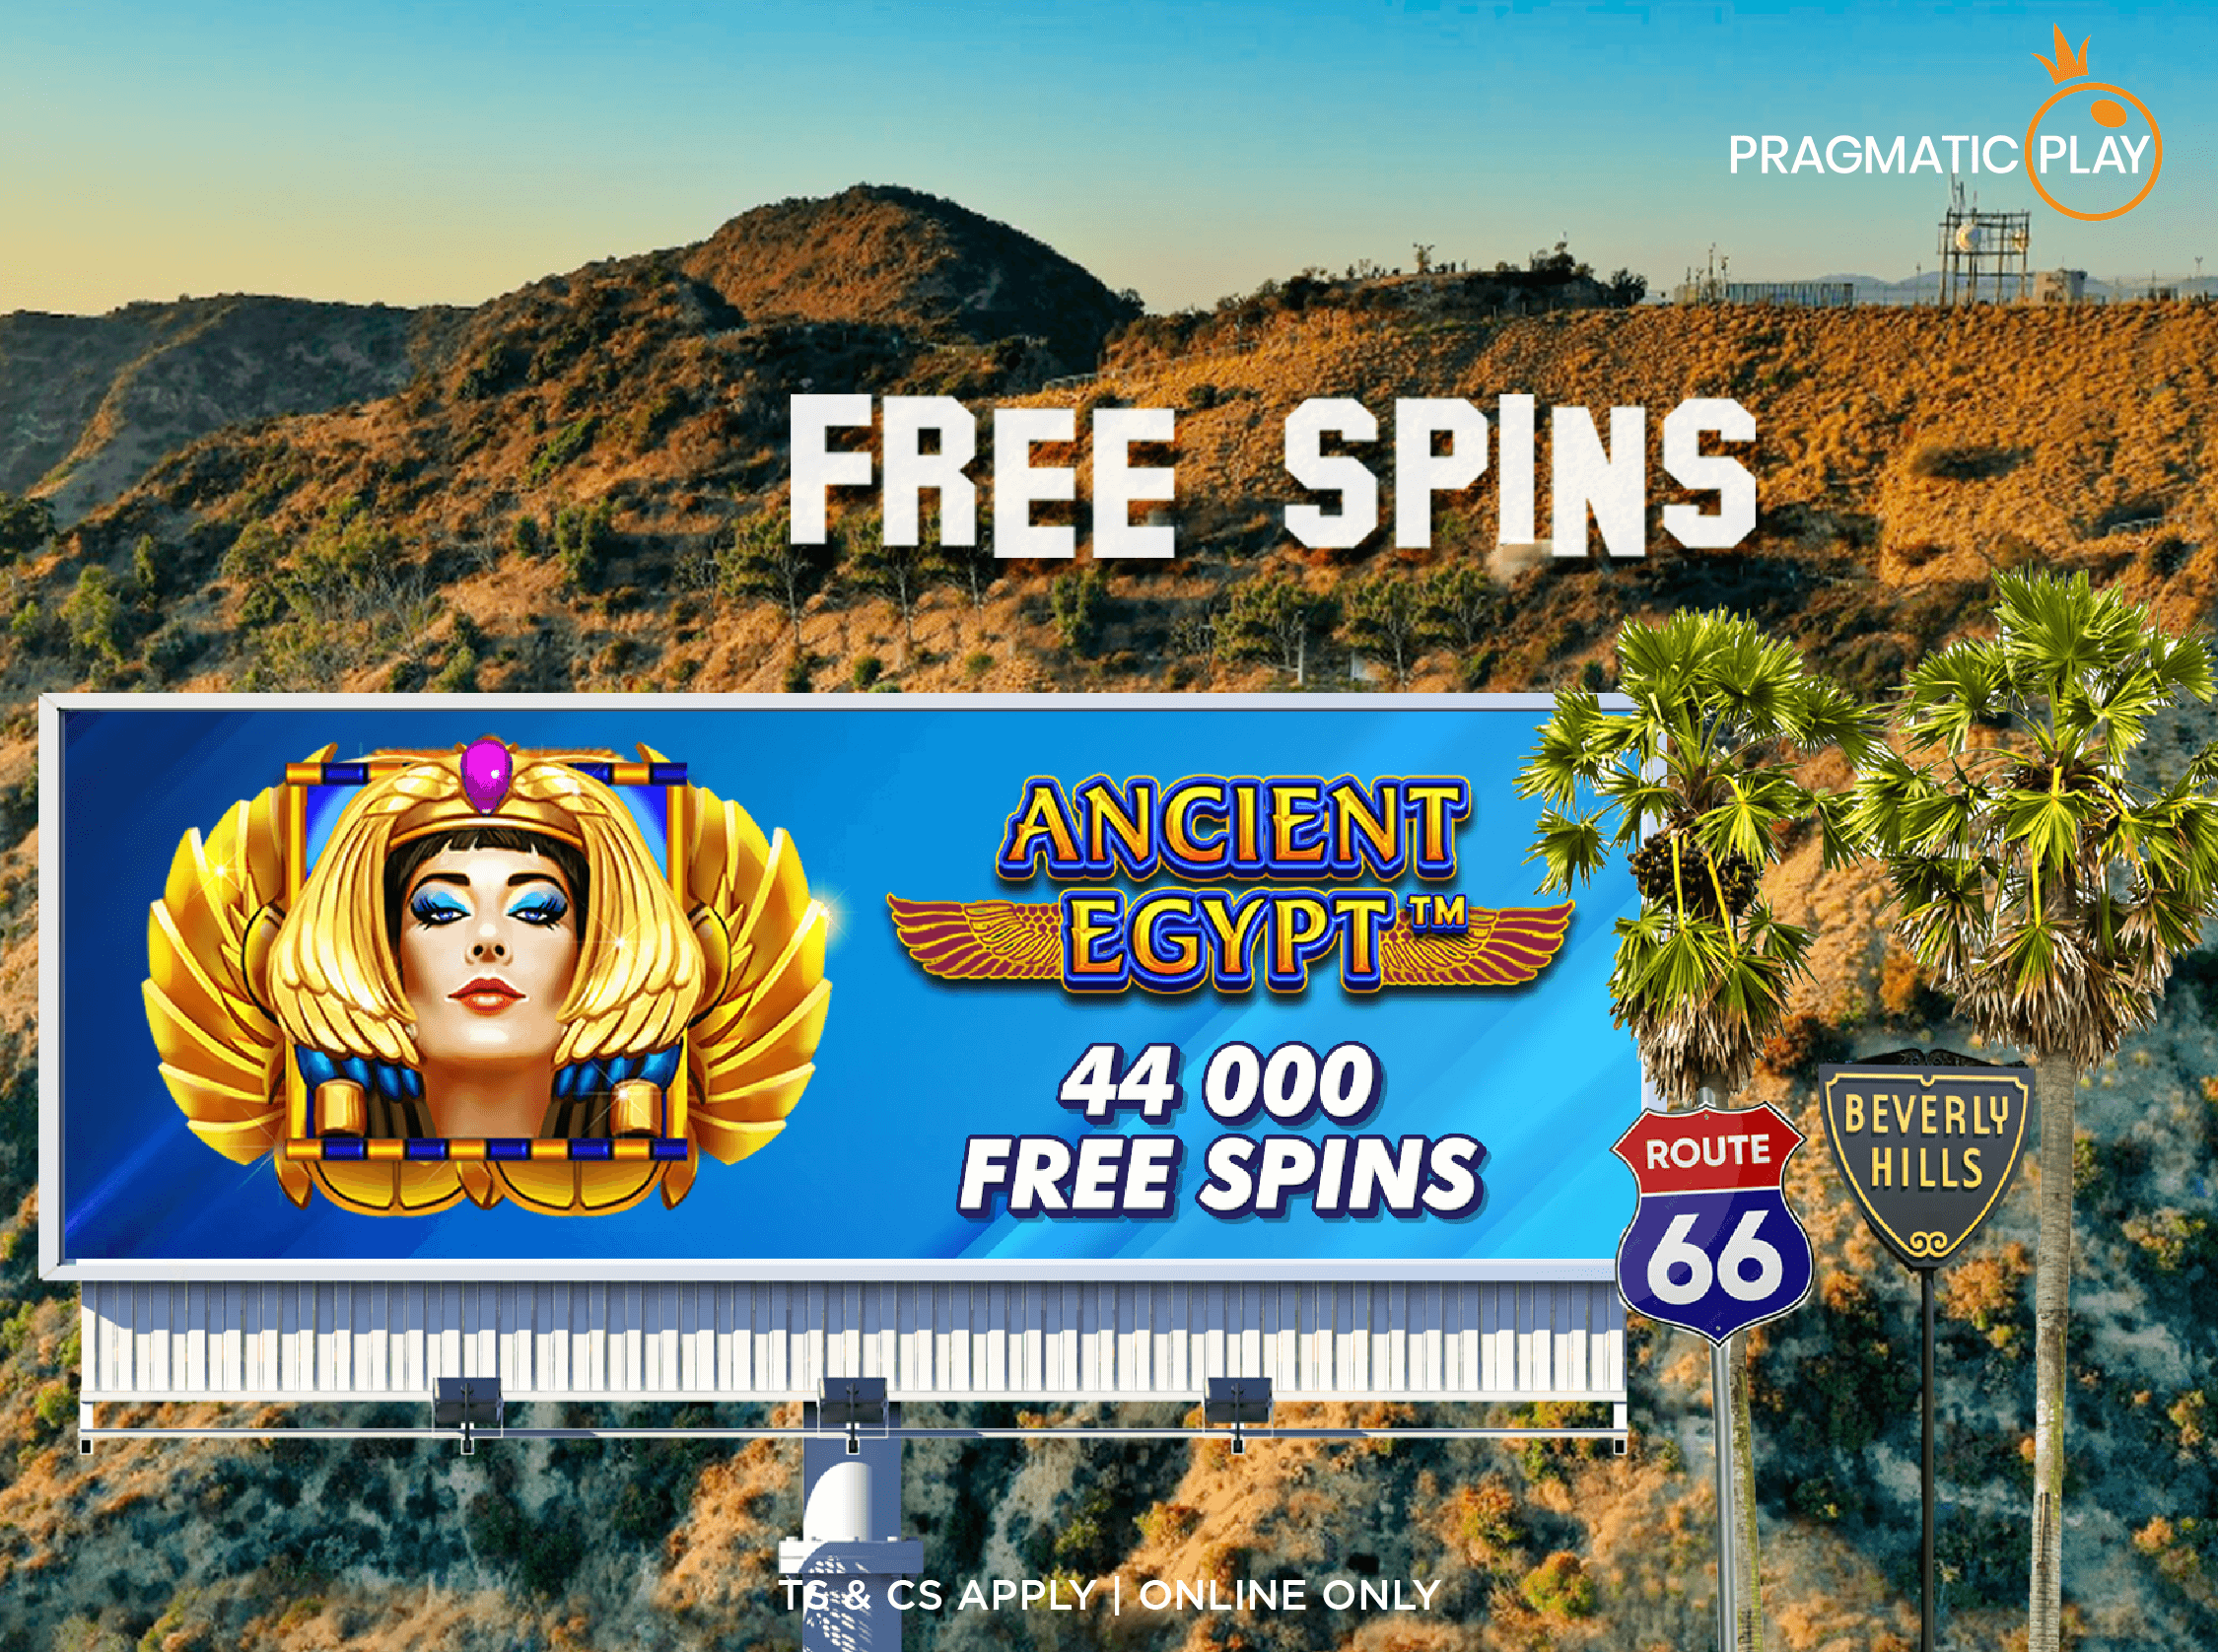 PRAGMATIC PLAY
FREE SPINS
ANCIENT
EGYPT™
44 000
FREE SPINS
ROUTE
66
BEVERLY
HILLS
TS & CS APPLY | ONLINE ONLY